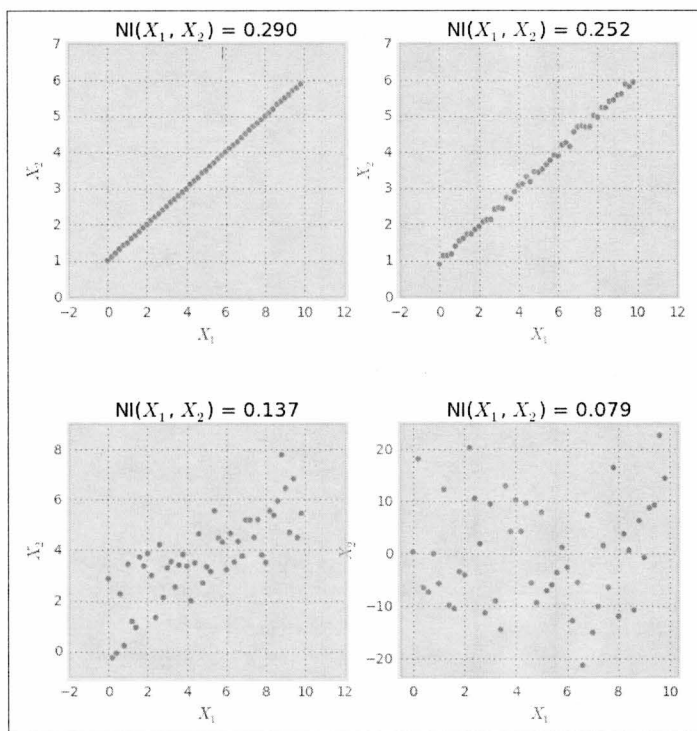 NI(X₁, X₂) = 0.290
7
6
5
4
3
2
1
0
X₂
−2 0 2 4 6 8 10 12
X₁
NI(X₁, X₂) = 0.252
7
6
5
4
3
2
1
0
X₂
−2 0 2 4 6 8 10 12
X₁
NI(X₁, X₂) = 0.137
8
6
4
2
0
X₂
−2 0 2 4 6 8 10 12
X₁
NI(X₁, X₂) = 0.079
20
10
0
−10
−20
X₂
0 2 4 6 8 10
X₁